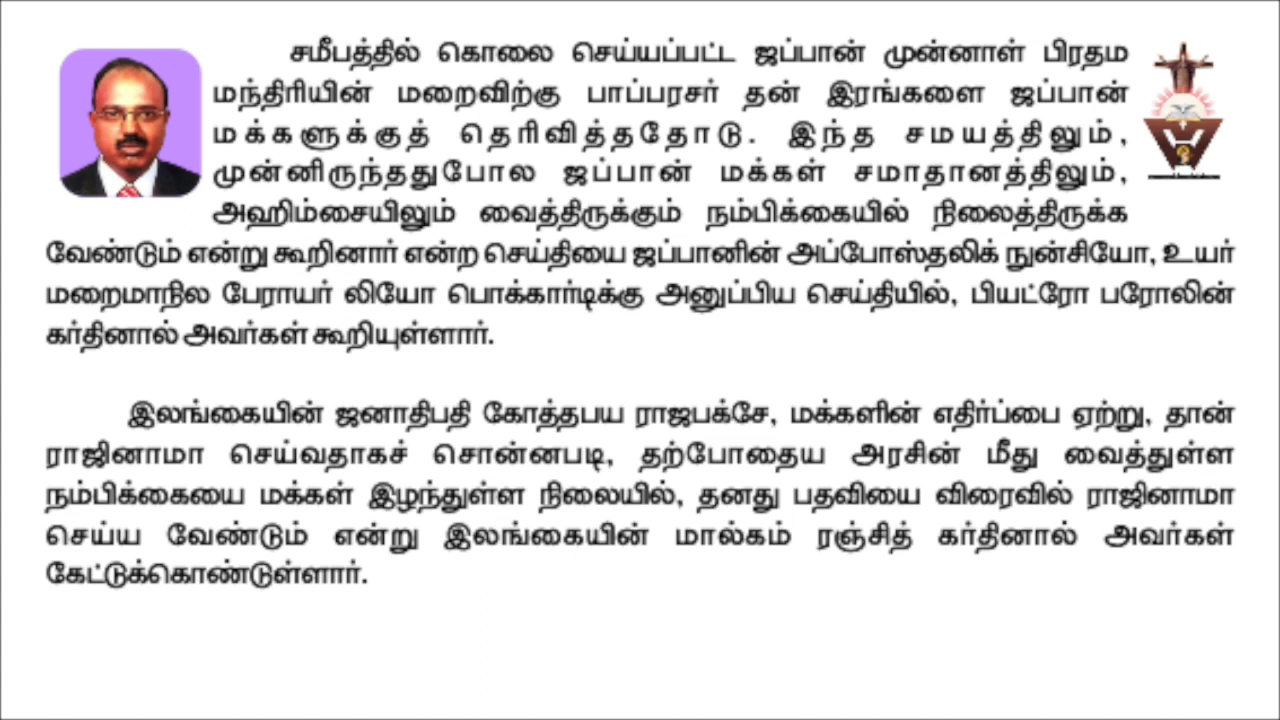 சமீபத்தில் கொலை செய்யப்பட்ட ஜப்பான் முன்னாள் பிரதம
மந்திரியின் மறைவிற்கு பாப்பரசர் தன் இரங்களை ஜப்பான்
மக்களுக்குத் தெரிவித்ததோடு. இந்த சமயத்திலும்,
முன்னிருந்ததுபோல ஜப்பான் மக்கள் சமாதானத்திலும்,
அஹிம்சையிலும் வைத்திருக்கும் நம்பிக்கையில் நிலைத்திருக்க
வேண்டும் என்று கூறினார் என்ற செய்தியை ஜப்பானின் அப்போஸ்தலிக் நுன்சியோ, உயர்
மறைமாநில பேராயர் லியோ பொக்கார்டிக்கு அனுப்பிய செய்தியில், பியட்ரோ பரோலின்
கர்தினால் அவர்கள் கூறியுள்ளார்.
இலங்கையின் ஜனாதிபதி கோத்தபய ராஜபக்சே, மக்களின் எதிர்ப்பை ஏற்று, தான்
ராஜினாமா செய்வதாகச் சொன்னபடி, தற்போதைய அரசின் மீது வைத்துள்ள
நம்பிக்கையை மக்கள் இழந்துள்ள நிலையில், தனது பதவியை விரைவில் ராஜினாமா
செய்ய வேண்டும் என்று இலங்கையின் மால்கம் ரஞ்சித் கர்தினால் அவர்கள்
கேட்டுக்கொண்டுள்ளார்.